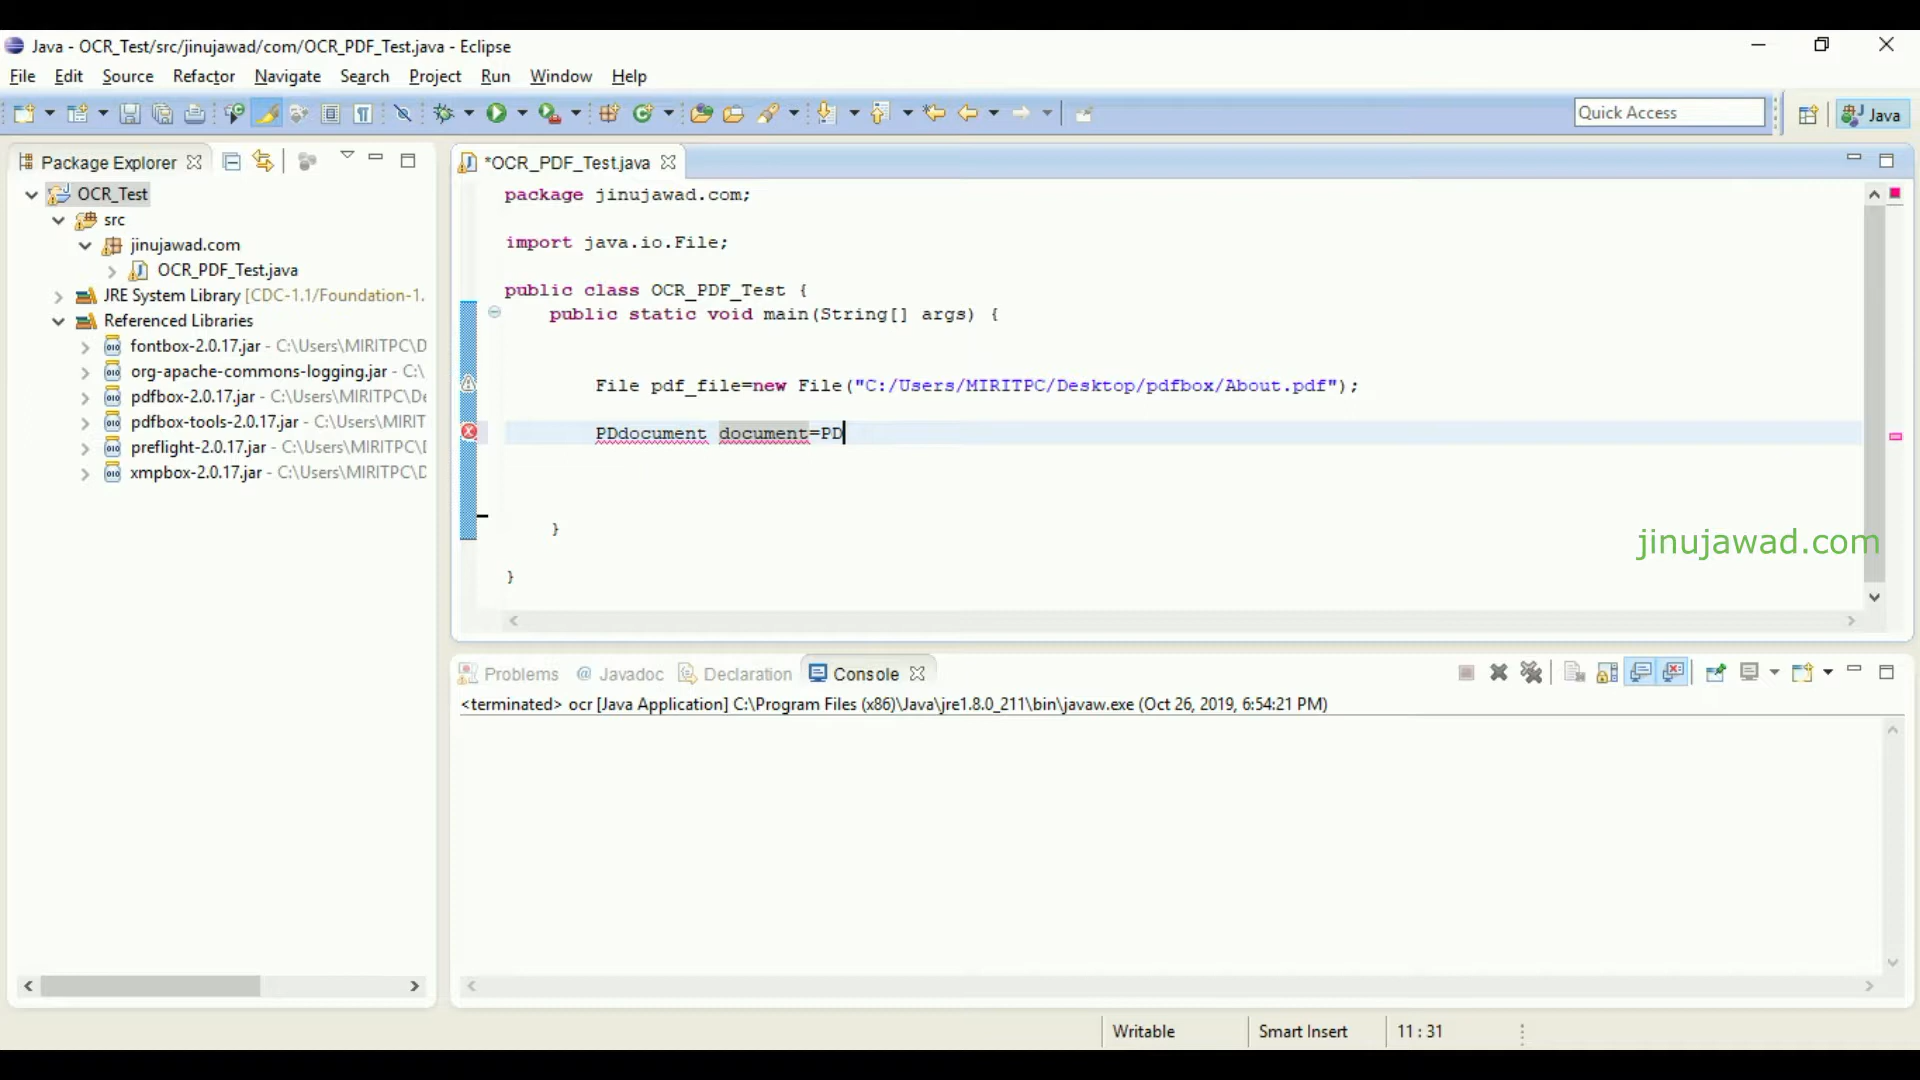 Java - OCR_Test/src/jinujawad/com/OCR_PDF_Test.java - Eclipse
File Edit Source Refactor Navigate Search Project Run Window Help
Quick Access
Java
Package Explorer
OCR_Test
src
jinujawad.com
OCR_PDF_Test.java
JRE System Library [CDC-1.1/Foundation-1.
Referenced Libraries
fontbox-2.0.17.jar - C:\Users\MIRITPC\D
org-apache-commons-logging.jar - C:\
pdfbox-2.0.17.jar - C:\Users\MIRITPC\De
pdfbox-tools-2.0.17.jar - C:\Users\MIRIT
preflight-2.0.17.jar - C:\Users\MIRITPC\D
xmpbox-2.0.17.jar - C:\Users\MIRITPC\D
*OCR_PDF_Test.java
package jinujawad.com;
import java.io.File;
public class OCR_PDF_Test {
public static void main(String[] args) {
File pdf_file=new File("C:/Users/MIRITPC/Desktop/pdfbox/About.pdf");
PDdocument document=PD
}
}
jinujawad.com
Problems @ Javadoc Declaration Console
<terminated> ocr [Java Application] C:\Program Files (x86)\Java\jre1.8.0_211\bin\javaw.exe (Oct 26, 2019, 6:54:21 PM)
Writable Smart Insert 11 : 31